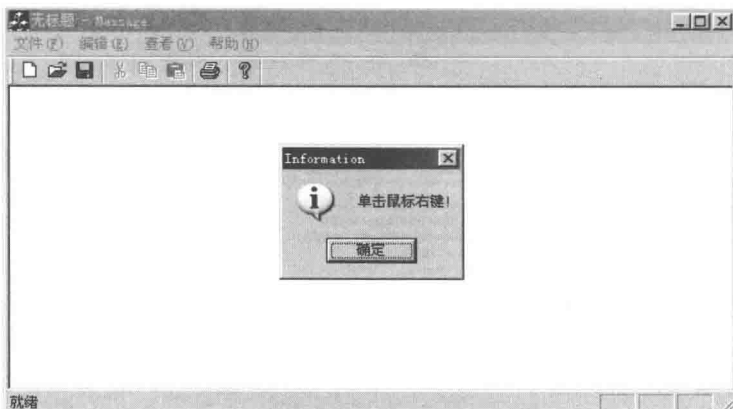 无标题 - Message
文件(F) 编辑(E) 查看(V) 帮助(H)
Information
单击鼠标右键!
确定
就绪